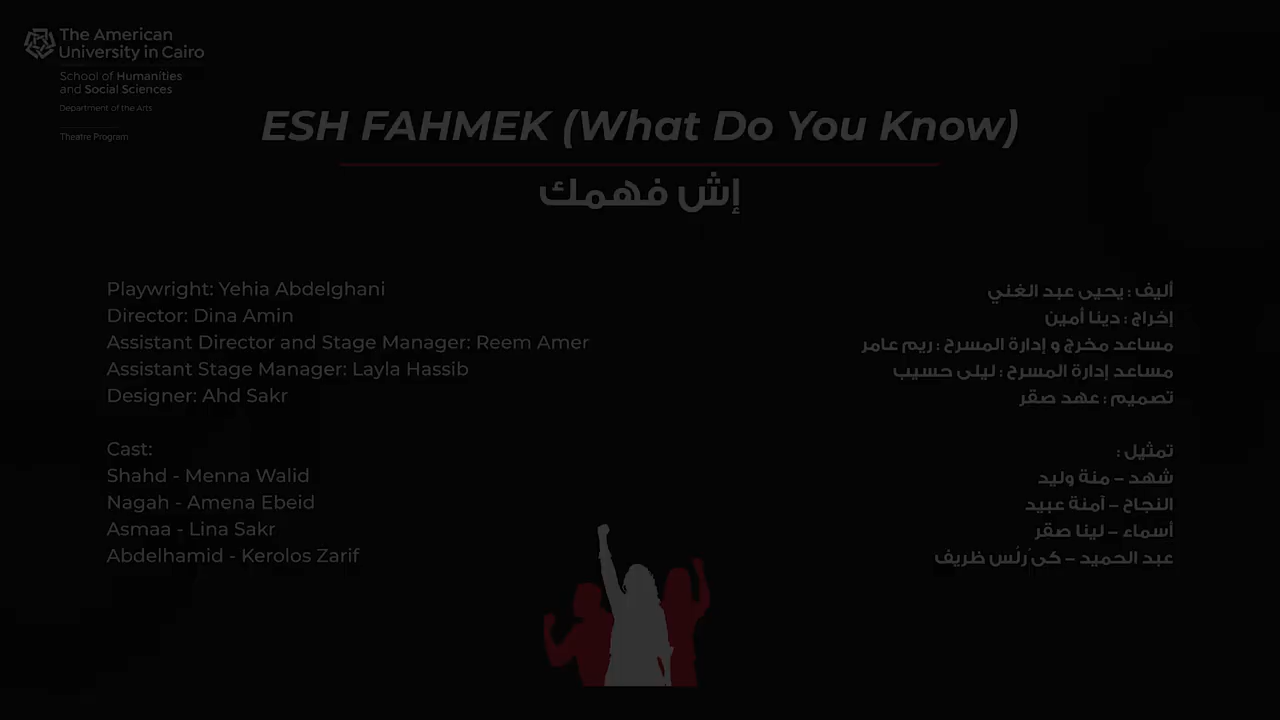 The American
University in Cairo
School of Humanities
and Social Sciences
Department of the Arts
Theatre Program
ESH FAHMEK (What Do You Know)
إش فهمك
Playwright: Yehia Abdelghani
Director: Dina Amin
Assistant Director and Stage Manager: Reem Amer
Assistant Stage Manager: Layla Hassib
Designer: Ahd Sakr
Cast:
Shahd - Menna Walid
Nagah - Amena Ebeid
Asmaa - Lina Sakr
Abdelhamid - Kerolos Zarif
أليف : يحيى عبد الغني
إخراج : دينا أمين
مساعد مخرج و إدارة المسرح : ريم عامر
مساعد إدارة المسرح : ليلى حسيب
تصميم : عهد صقر
تمثيل :
شهد – منة وليد
النجاح – آمنة عبيد
أسماء – لينا صقر
عبد الحميد – كيُرلُس ظريف